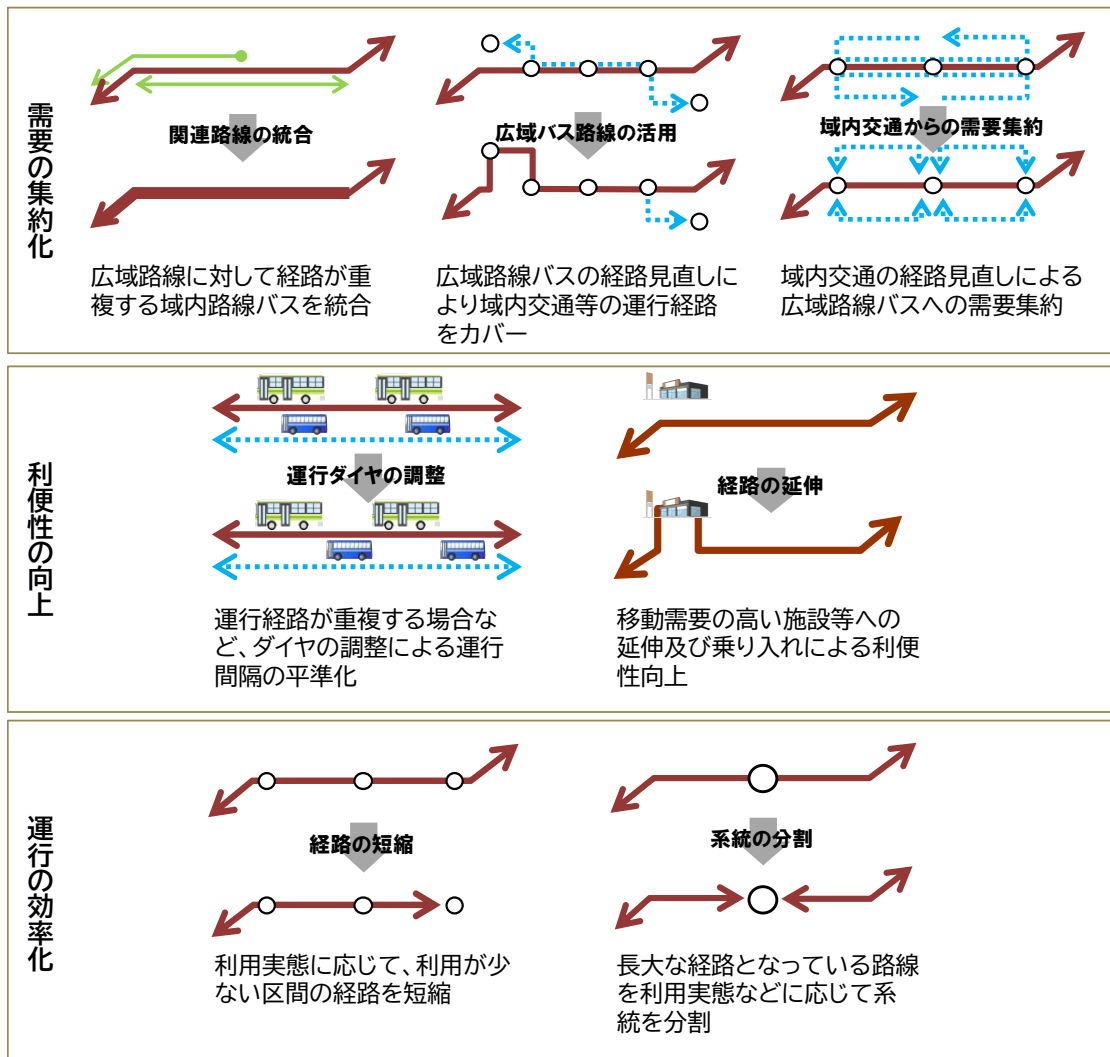 需要の集約化
関連路線の統合
広域路線に対して経路が重
複する域内路線バスを統合
広域バス路線の活用
広域路線バスの経路見直しに
より域内交通等の運行経路
をカバー
域内交通からの需要集約
域内交通の経路見直しによる
広域路線バスへの需要集約
利便性の向上
運行ダイヤの調整
運行経路が重複する場合な
ど、ダイヤの調整による運行
間隔の平準化
経路の延伸
移動需要の高い施設等への
延伸及び乗り入れによる利便
性向上
運行の効率化
経路の短縮
利用実態に応じて、利用が少
ない区間の経路を短縮
系統の分割
長大な経路となっている路線
を利用実態などに応じて系
統を分割